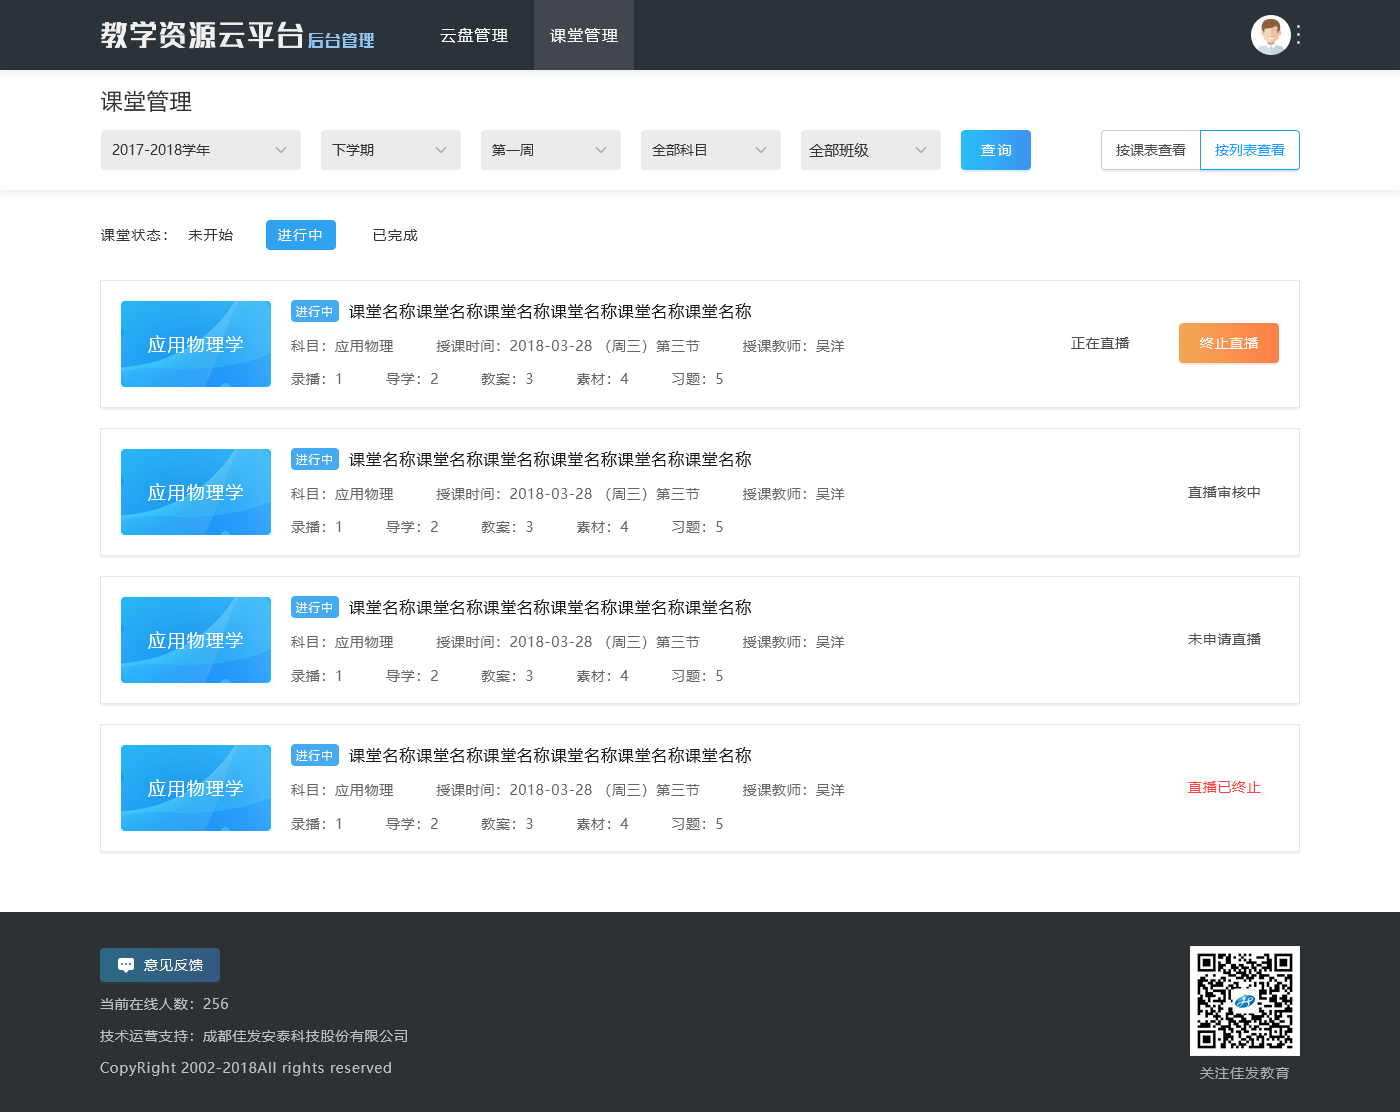 教学资源云平台 后台管理 云盘管理 课堂管理
课堂管理
2017-2018学年 下学期 第一周 全部科目 全部班级 查询 按课表查看 按列表查看
课堂状态： 未开始 进行中 已完成
应用物理学
进行中 课堂名称课堂名称课堂名称课堂名称课堂名称课堂名称
科目：应用物理 授课时间：2018-03-28 （周三）第三节 授课教师：吴洋
录播：1 导学：2 教案：3 素材：4 习题：5
正在直播 终止直播
应用物理学
进行中 课堂名称课堂名称课堂名称课堂名称课堂名称课堂名称
科目：应用物理 授课时间：2018-03-28 （周三）第三节 授课教师：吴洋
录播：1 导学：2 教案：3 素材：4 习题：5
直播审核中
应用物理学
进行中 课堂名称课堂名称课堂名称课堂名称课堂名称课堂名称
科目：应用物理 授课时间：2018-03-28 （周三）第三节 授课教师：吴洋
录播：1 导学：2 教案：3 素材：4 习题：5
未申请直播
应用物理学
进行中 课堂名称课堂名称课堂名称课堂名称课堂名称课堂名称
科目：应用物理 授课时间：2018-03-28 （周三）第三节 授课教师：吴洋
录播：1 导学：2 教案：3 素材：4 习题：5
直播已终止
意见反馈
当前在线人数：256
技术运营支持：成都佳发安泰科技股份有限公司
CopyRight 2002-2018All rights reserved
关注佳发教育